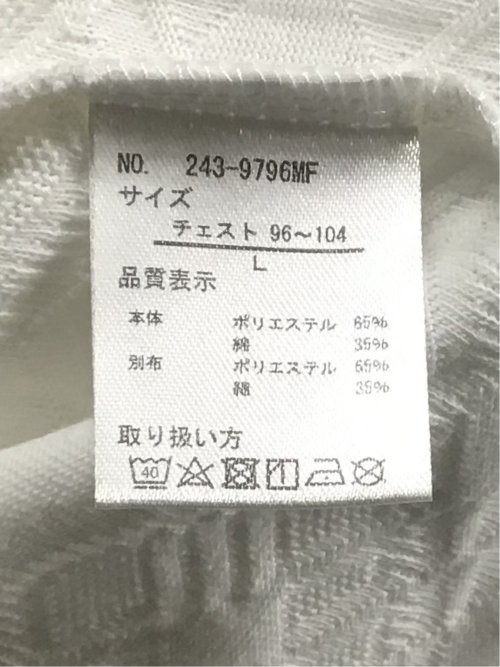 NO. 243-9796MF
サイズ
チェスト 96～104
L
品質表示
本体 ポリエステル 65%
綿 35%
別布 ポリエステル 65%
綿 35%
取り扱い方
40